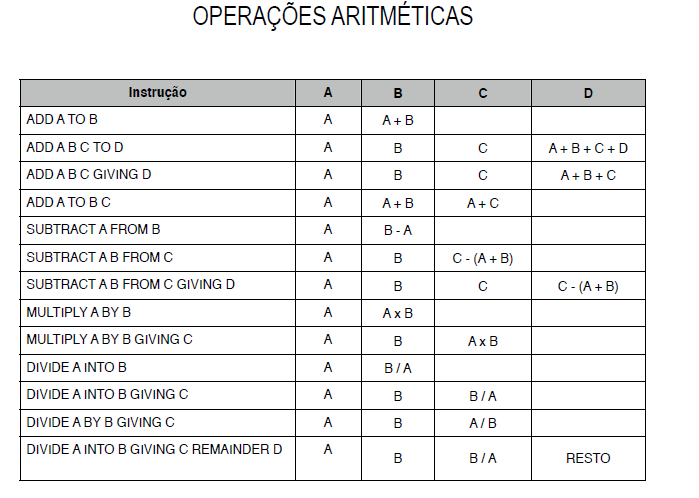 OPERAÇÕES ARITMÉTICAS
Instrução A B C D
ADD A TO B A A + B
ADD A B C TO D A B C A + B + C + D
ADD A B C GIVING D A B C A + B + C
ADD A TO B C A A + B A + C
SUBTRACT A FROM B A B - A
SUBTRACT A B FROM C A B C - (A + B)
SUBTRACT A B FROM C GIVING D A B C C - (A + B)
MULTIPLY A BY B A A x B
MULTIPLY A BY B GIVING C A B A x B
DIVIDE A INTO B A B / A
DIVIDE A INTO B GIVING C A B B / A
DIVIDE A BY B GIVING C A B A / B
DIVIDE A INTO B GIVING C REMAINDER D A B B / A RESTO